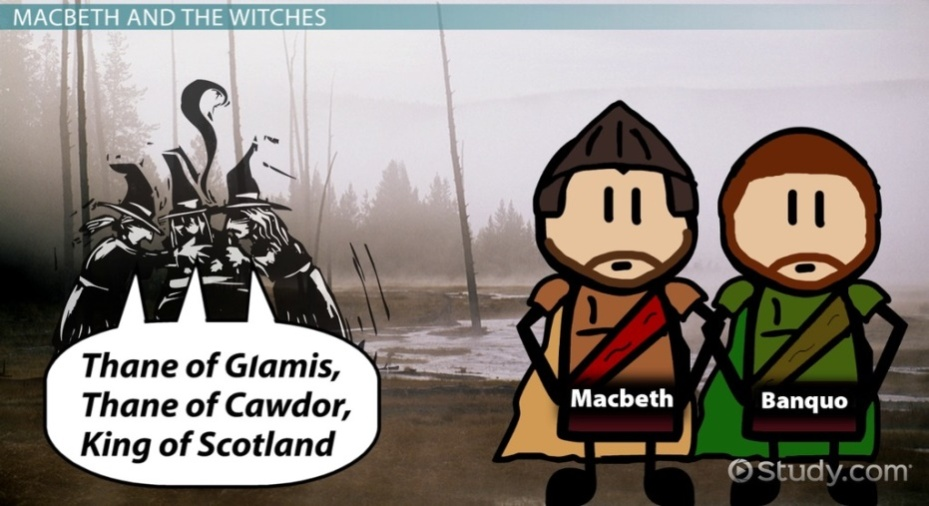 MACBETH AND THE WITCHES
Thane of Glamis,
Thane of Cawdor,
King of Scotland
Macbeth
Banquo
Study.com